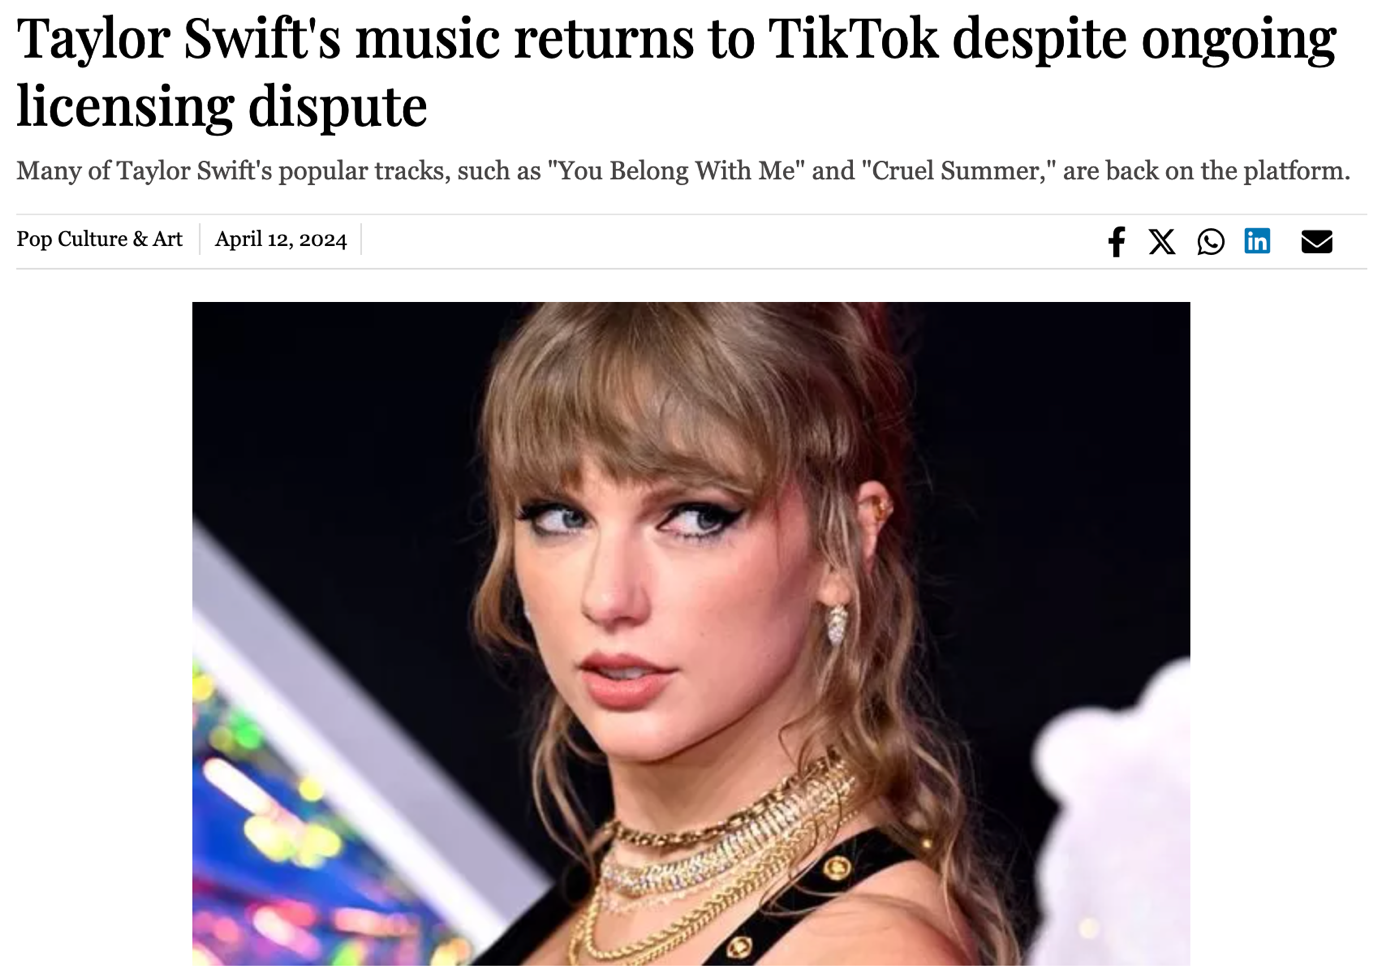 Taylor Swift's music returns to TikTok despite ongoing
licensing dispute
Many of Taylor Swift's popular tracks, such as "You Belong With Me" and "Cruel Summer," are back on the platform.
Pop Culture & Art
April 12, 2024
in